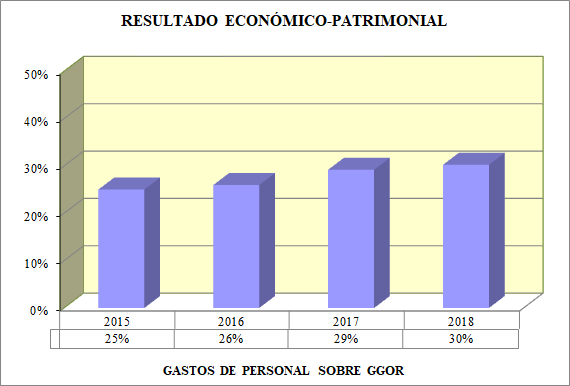 RESULTADO ECONÓMICO-PATRIMONIAL
50%
40%
30%
20%
10%
0%
2015 2016 2017 2018
25% 26% 29% 30%
GASTOS DE PERSONAL SOBRE GGOR